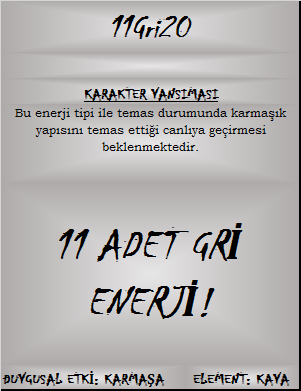 11Gri20
KARAKTER YANSIMASI
Bu enerji tipi ile temas durumunda karmaşık
yapısını temas ettiği canlıya geçirmesi
beklenmektedir.
11 ADET GRİ
ENERJİ!
DUYGUSAL ETKİ: KARMAŞA ELEMENT: KAYA